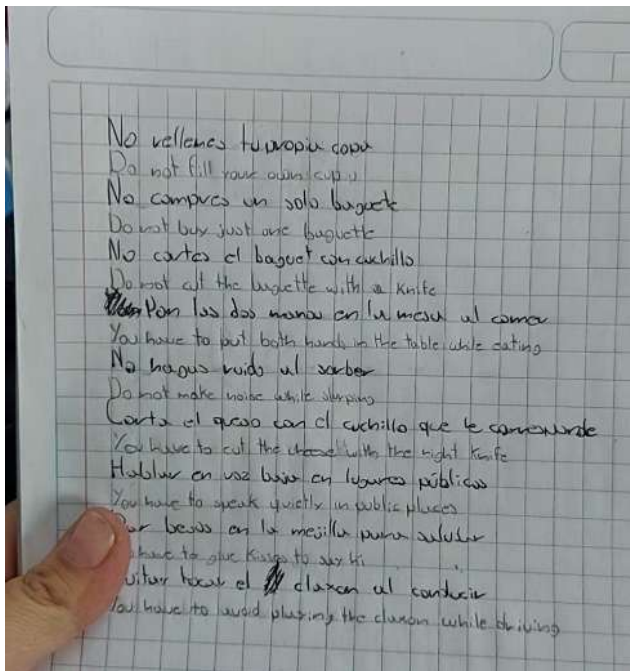 No rellenes tu propia copa
Do not fill your own cup
No compres un solo baguete
Do not buy just one baguette
No cortes el baguet con cuchillo
Do not cut the baguette with a knife
Pon las dos manos en la mesa al comer
You have to put both hands in the table while eating
No hagas ruido al sorber
Do not make noise while slurping
Corta el queso con el cuchillo que le corresponde
You have to cut the cheese with the right knife
Hablar en voz baja en lugares públicos
You have to speak quietly in public places
besos en la mejilla para saludar
have to give kisses to say hi
tocar el claxon al conducir
You have to avoid playing the claxon while driving